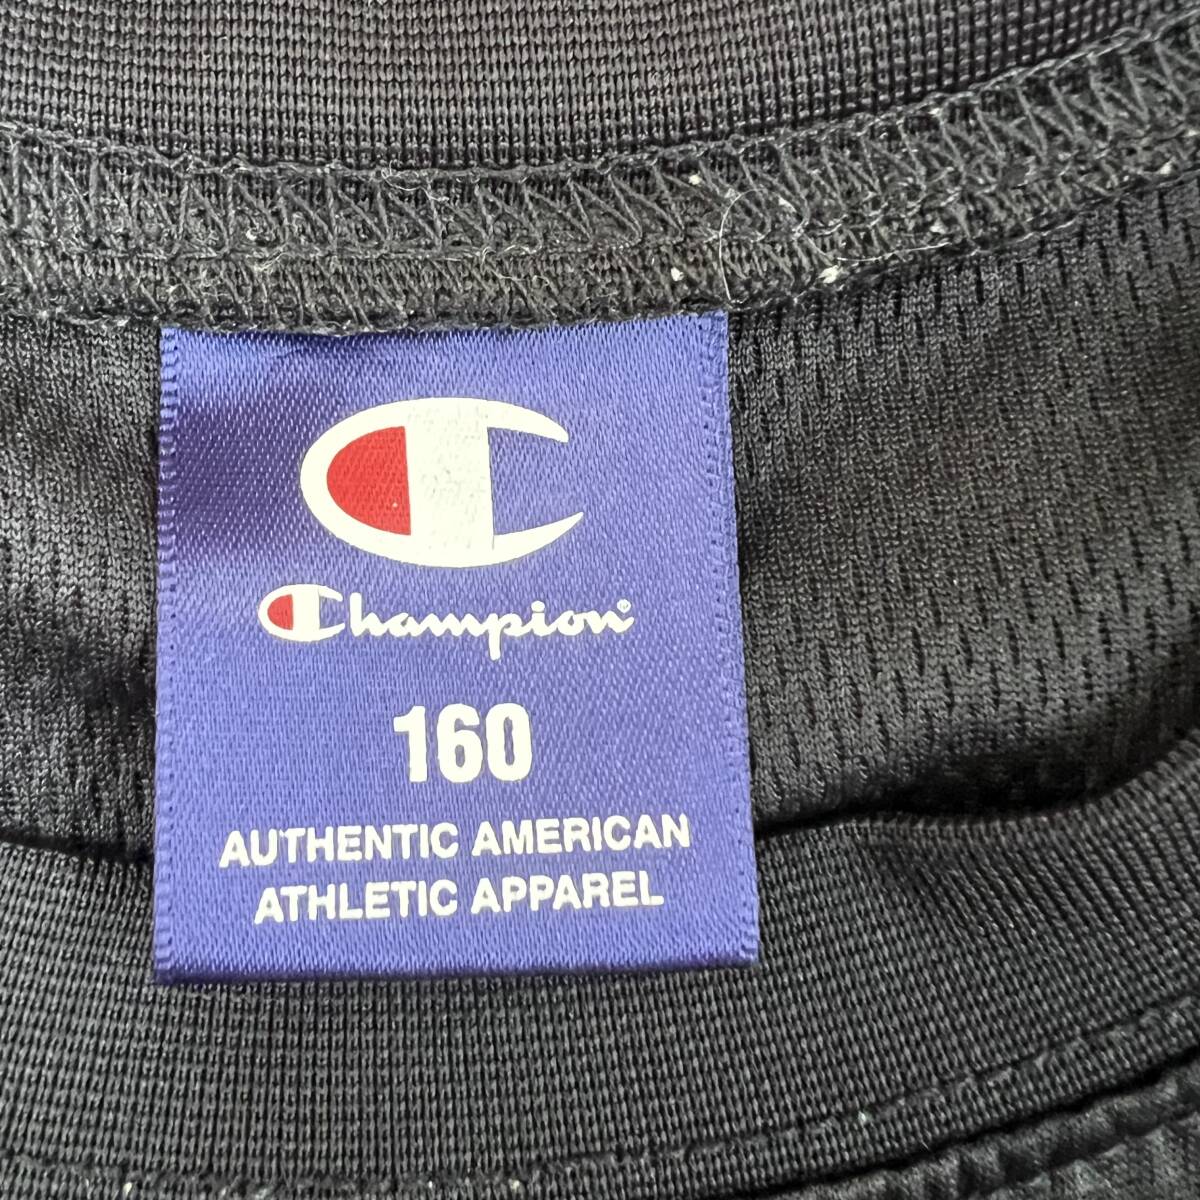 Champion®
160
AUTHENTIC AMERICAN
ATHLETIC APPAREL